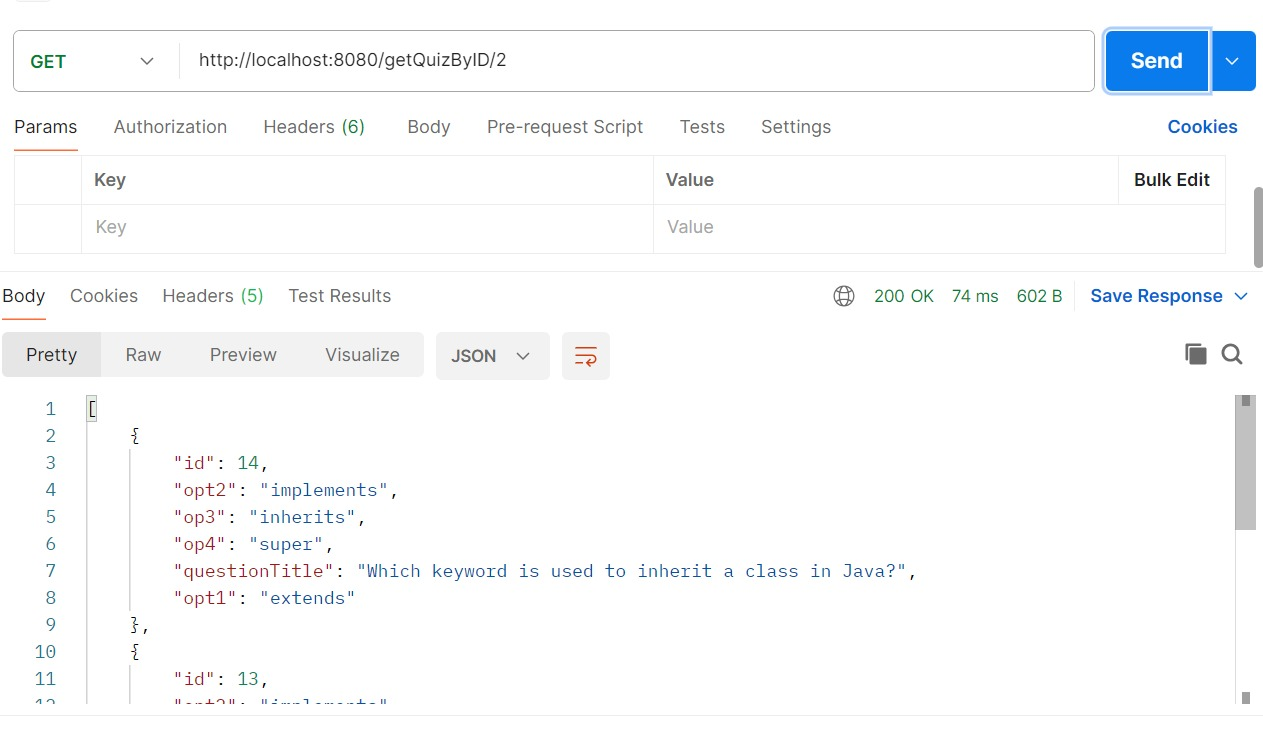 GET http://localhost:8080/getQuizByID/2 Send
Params Authorization Headers (6) Body Pre-request Script Tests Settings Cookies
Key Value Bulk Edit
Key Value
Body Cookies Headers (5) Test Results 200 OK 74 ms 602 B Save Response
Pretty Raw Preview Visualize JSON
1 [
2 {
3 "id": 14,
4 "opt2": "implements",
5 "op3": "inherits",
6 "op4": "super",
7 "questionTitle": "Which keyword is used to inherit a class in Java?",
8 "opt1": "extends"
9 },
10 {
11 "id": 13,
12 "opt2": "implements"